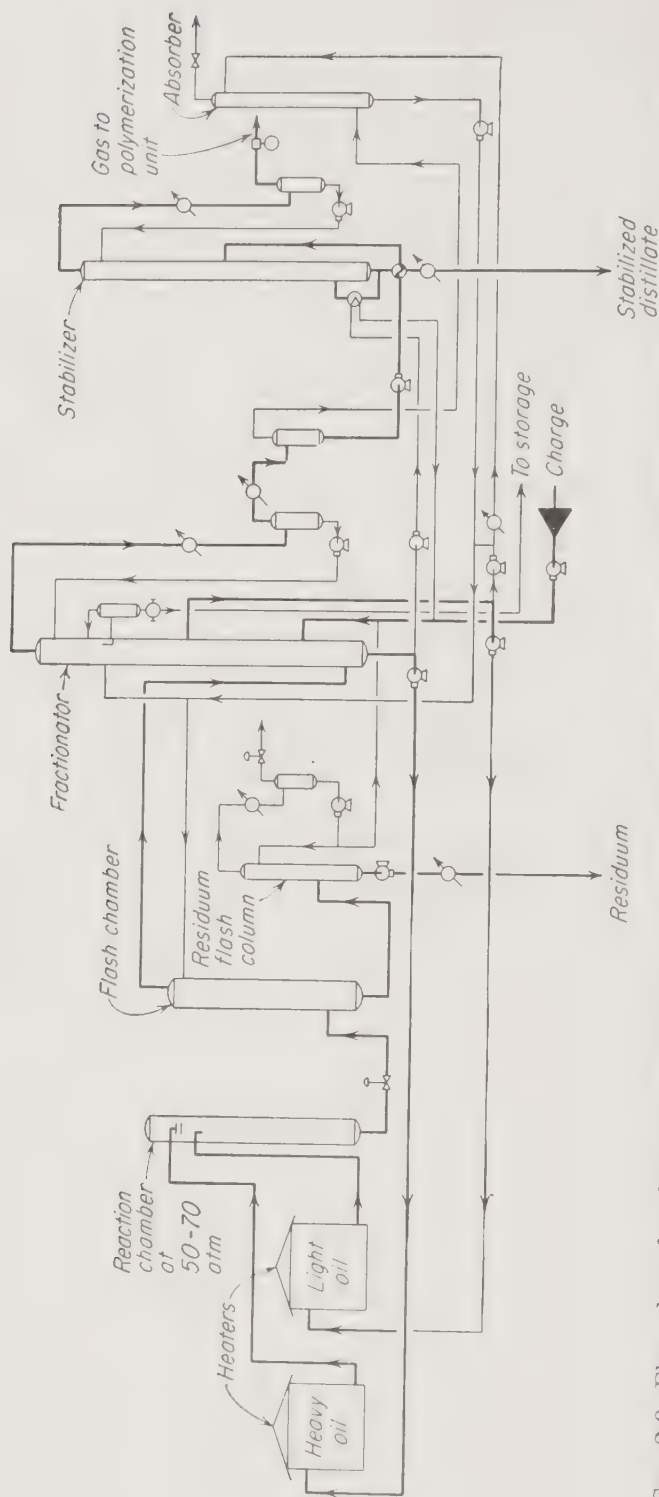 Heaters
Heavy
oil
Light
oil
Reaction
chamber
at
50-70
atm
Flash chamber
Residuum
flash
column
Residuum
Fractionator
Stabilizer
Gas to
polymerization
unit
Absorber
To storage
Charge
Stabilized
distillate